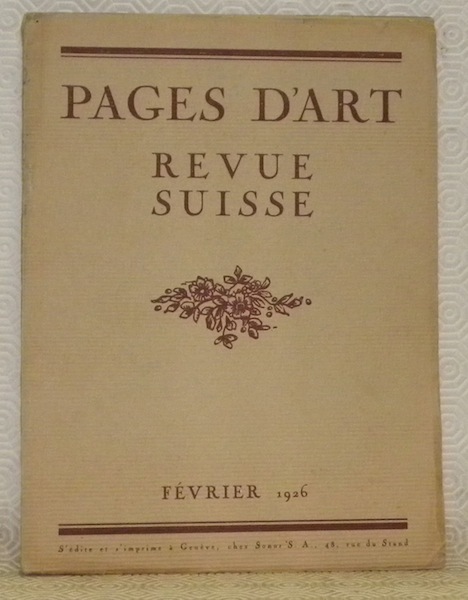 PAGES D'ART
REVUE
SUISSE
FÉVRIER 1926
S'édite et s'imprime à Genève, chez Sonor S. A., 48, rue du Stand